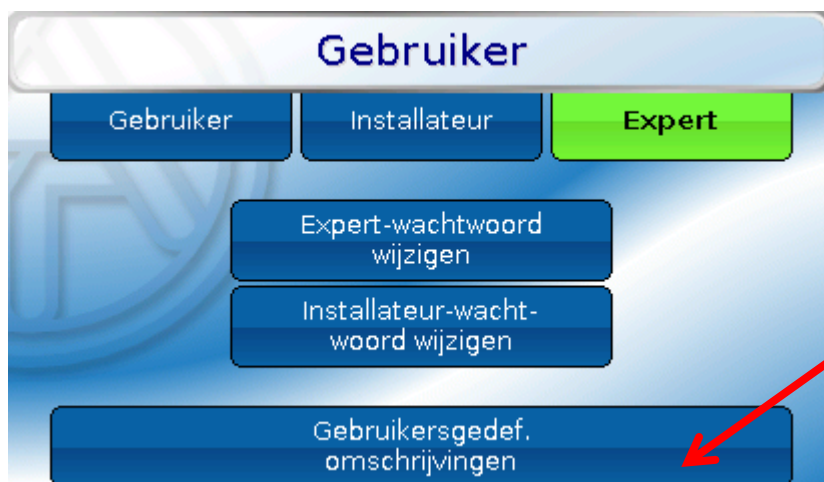 Gebruiker
Gebruiker Installateur Expert
Expert-wachtwoord
wijzigen
Installateur-wacht-
woord wijzigen
Gebruikersgedef.
omschrijvingen